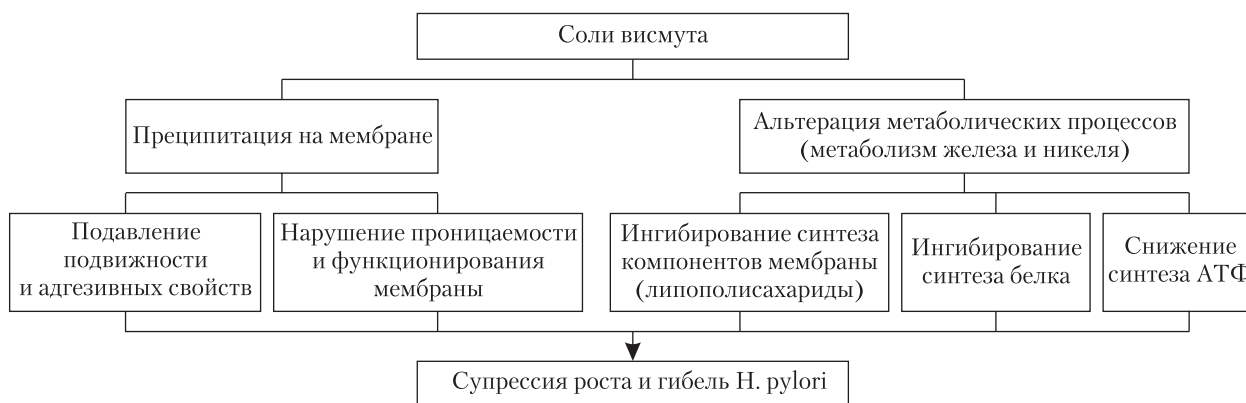 Соли висмута
Преципитация на мембране
Альтерация метаболических процессов
(метаболизм железа и никеля)
Подавление
подвижности
и адгезивных свойств
Нарушение проницаемости
и функционирования
мембраны
Ингибирование синтеза
компонентов мембраны
(липополисахариды)
Ингибирование
синтеза белка
Снижение
синтеза АТФ
Супрессия роста и гибель H. pylori